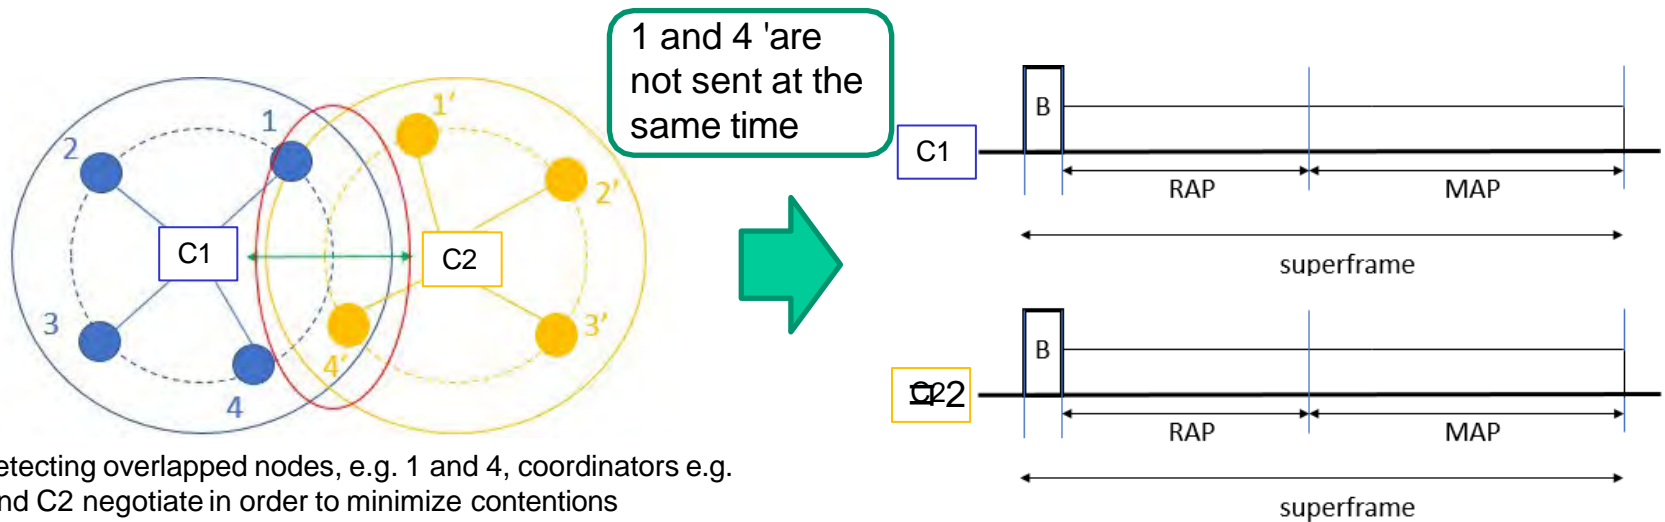 1 and 4 'are
not sent at the
same time
1
2
3
4
C1
1'
2'
3'
4'
C2
C1
B
RAP
MAP
superframe
C2
B
RAP
MAP
superframe
etecting overlapped nodes, e.g. 1 and 4, coordinators e.g.
nd C2 negotiate in order to minimize contentions